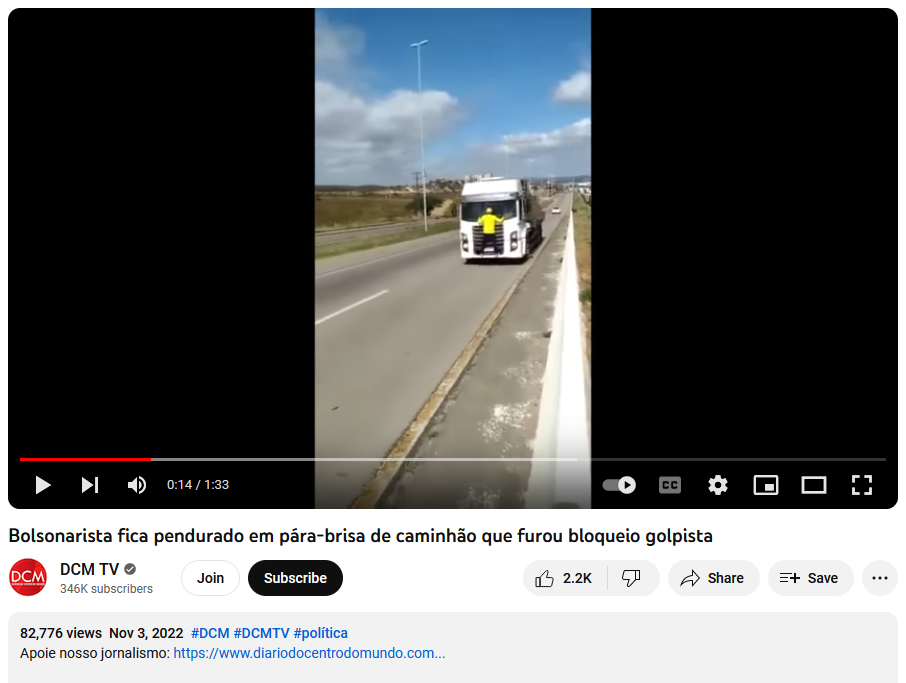 0:14 / 1:33
CC
Bolsonarista fica pendurado em pára-brisa de caminhão que furou bloqueio golpista
DCM
DCM TV
346K subscribers
Join
Subscribe
2.2K
Share
Save
82,776 views Nov 3, 2022 #DCM #DCMTV #política
Apoie nosso jornalismo: https://www.diariodocentrodomundo.com...